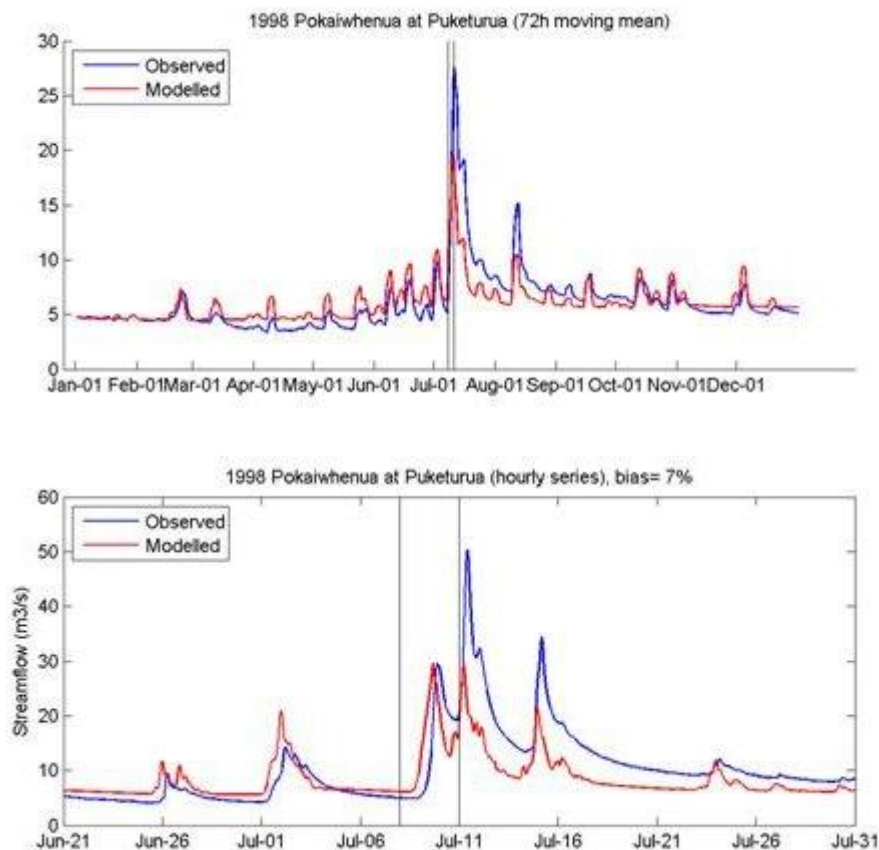 1998 Pokaiwhenua at Puketurua (72h moving mean)
30
25
20
15
10
5
0
Observed
Modelled
Jan-01 Feb-01 Mar-01 Apr-01 May-01 Jun-01 Jul-01 Aug-01 Sep-01 Oct-01 Nov-01 Dec-01
1998 Pokaiwhenua at Puketurua (hourly series), bias= 7%
Streamflow (m3/s)
60
50
40
30
20
10
0
Observed
Modelled
Jun-21 Jun-26 Jul-01 Jul-06 Jul-11 Jul-16 Jul-21 Jul-26 Jul-31